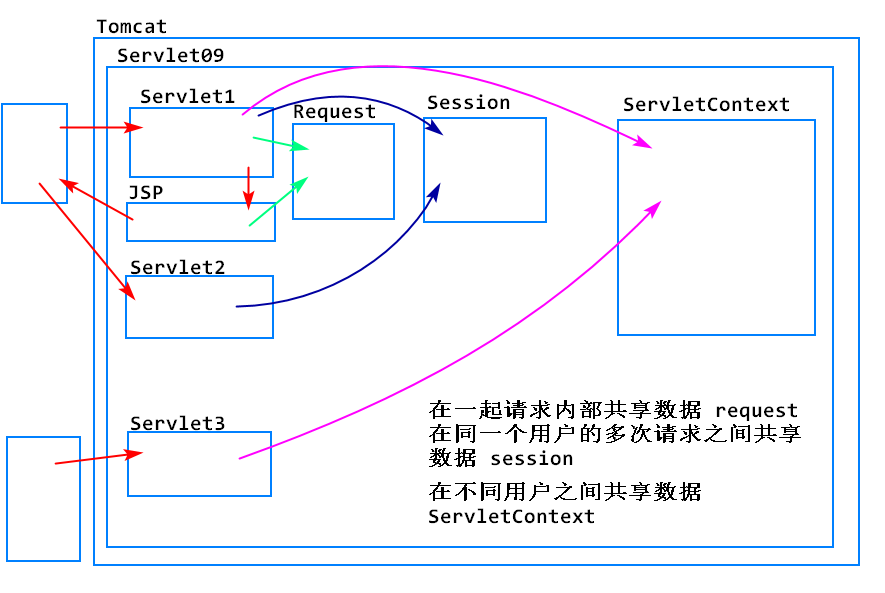 Tomcat
Servlet09
Servlet1
Request
Session
ServletContext
JSP
Servlet2
Servlet3
在一起请求内部共享数据 request
在同一个用户的多次请求之间共享
数据 session
在不同用户之间共享数据
ServletContext